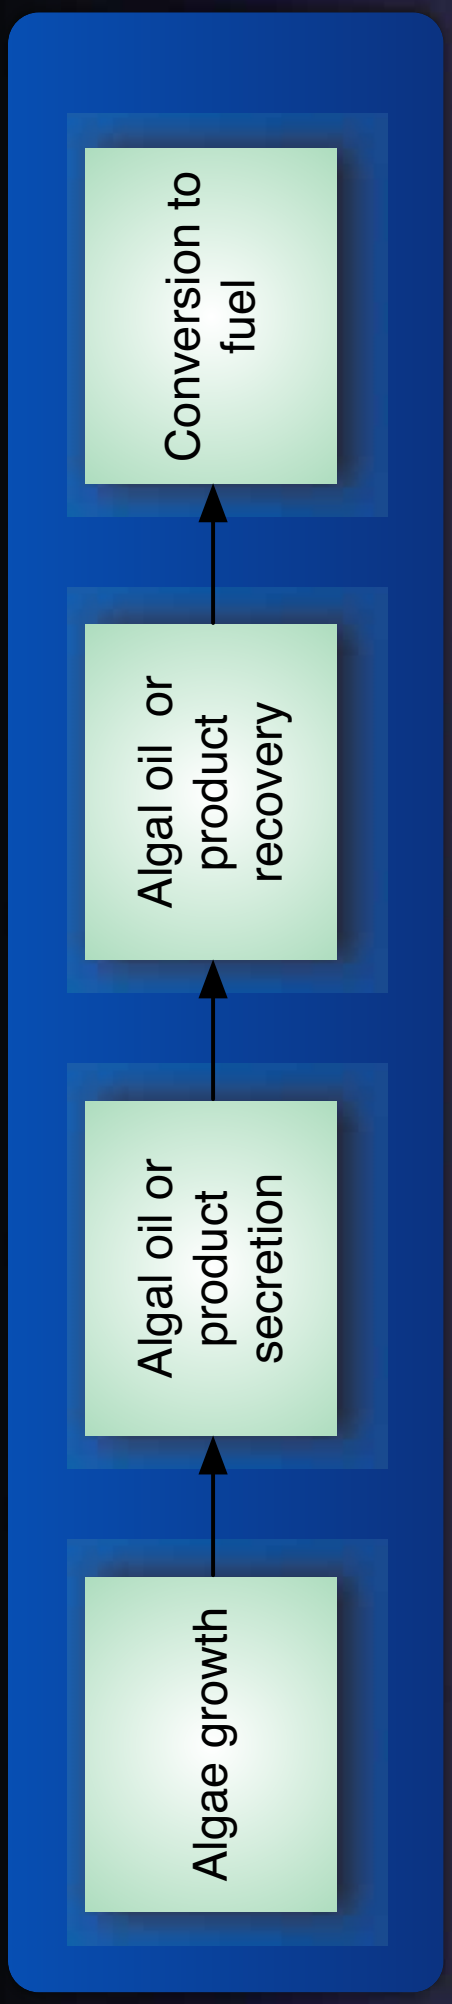 Algae growth
Algal oil or
product
secretion
Algal oil  or
product
recovery
Conversion to
fuel